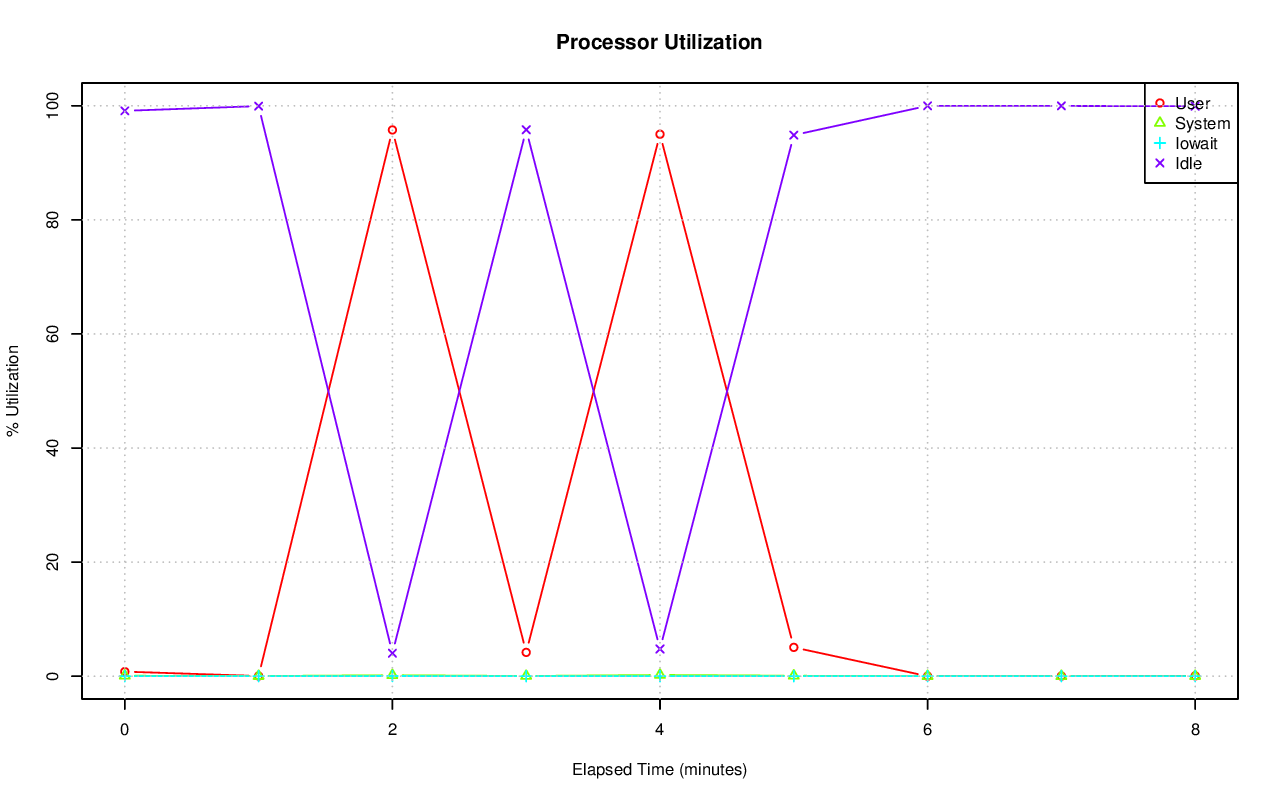 Processor Utilization
% Utilization
100
80
60
40
20
0
User
System
Iowait
Idle
0 2 4 6 8
Elapsed Time (minutes)